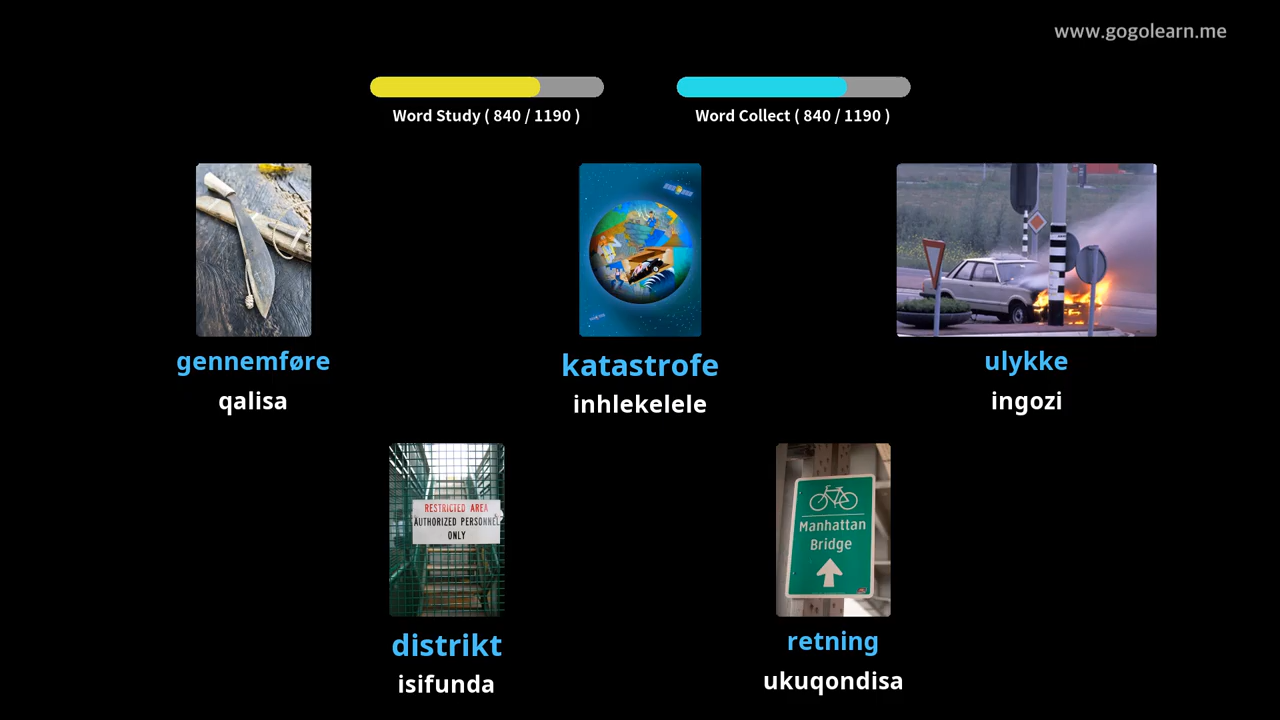 www.gogolearn.me
Word Study ( 840 / 1190 )
Word Collect ( 840 / 1190 )
gennemføre
qalisa
katastrofe
inhlekelele
ulykke
ingozi
RESTRICTED AREA
AUTHORIZED PERSONNEL
ONLY
distrikt
isifunda
Manhattan
Bridge
retning
ukuqondisa